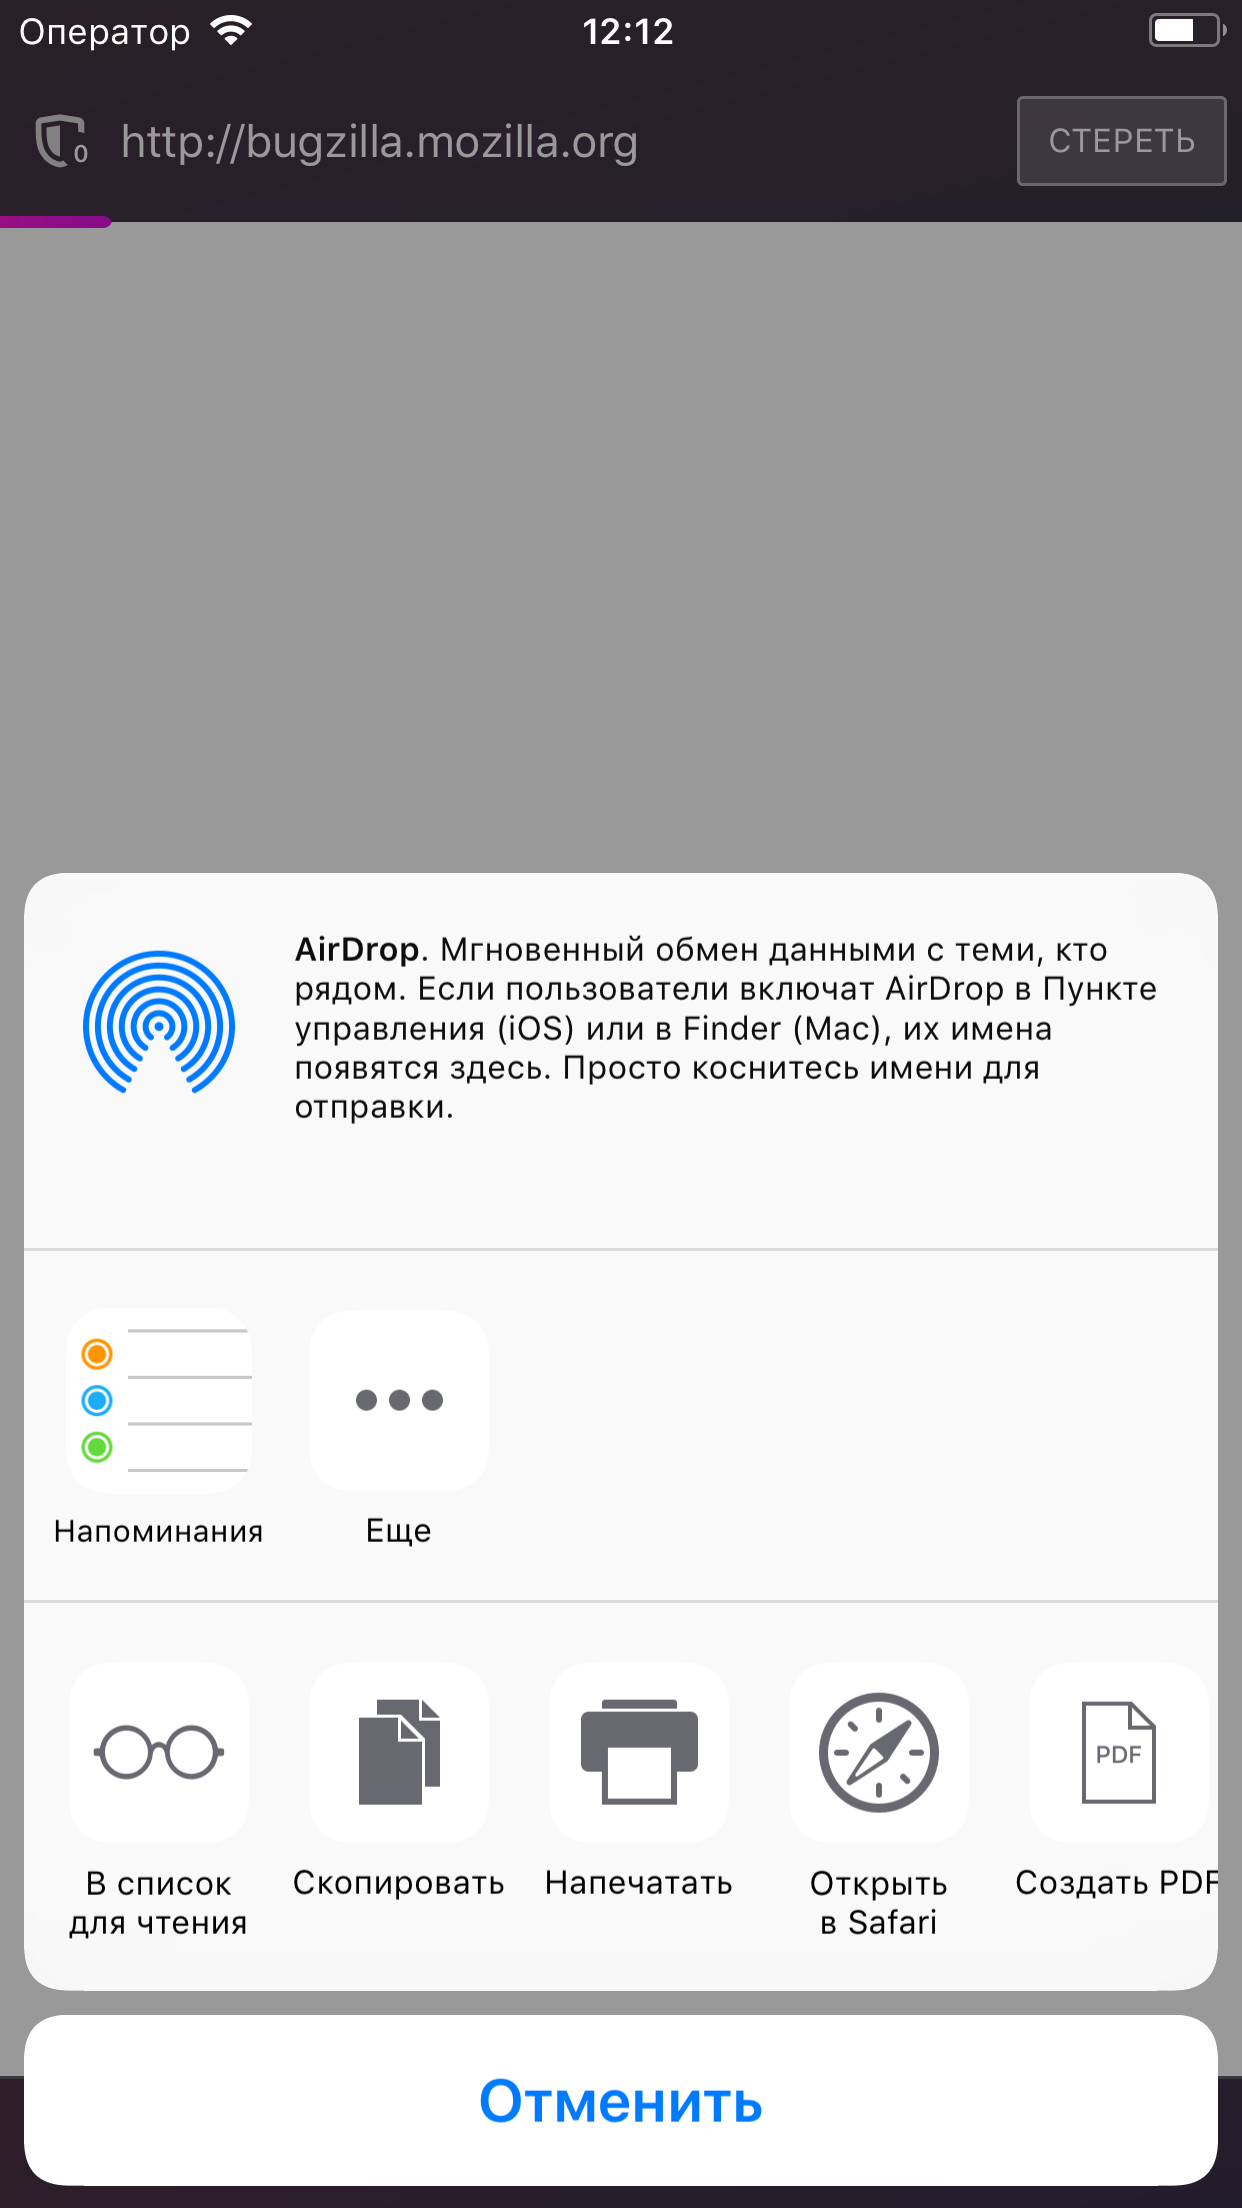 Оператор
12:12
0
http://bugzilla.mozilla.org
СТЕРЕТЬ
AirDrop. Мгновенный обмен данными с теми, кто
рядом. Если пользователи включат AirDrop в Пункте
управления (iOS) или в Finder (Mac), их имена
появятся здесь. Просто коснитесь имени для
отправки.
Напоминания
Еще
В список
для чтения
Скопировать
Напечатать
Открыть
в Safari
PDF
Создать PDF
Отменить